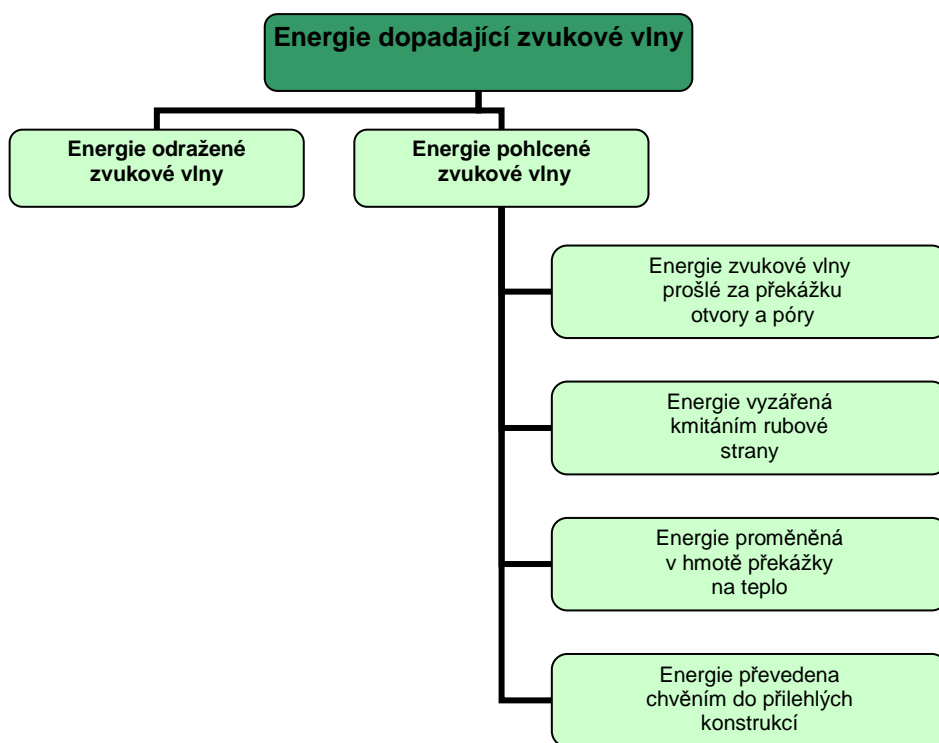 Energie dopadající zvukové vlny
Energie odražené
zvukové vlny
Energie pohlcené
zvukové vlny
Energie zvukové vlny
prošlé za překážku
otvory a póry
Energie vyzářená
kmitáním rubové
strany
Energie proměněná
v hmotě překážky
na teplo
Energie převedena
chvěním do přilehlých
konstrukcí